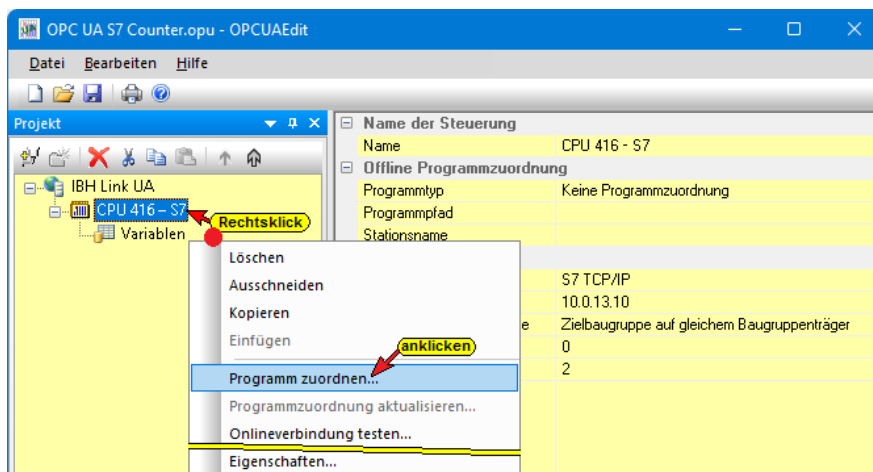 OPC UA S7 Counter.opu - OPCUAEdit
Datei Bearbeiten Hilfe
Projekt
IBH Link UA
CPU 416 – S7
Variablen
Rechtsklick
Löschen
Ausschneiden
Kopieren
Einfügen
anklicken
Programm zuordnen...
Programmzuordnung aktualisieren...
Onlineverbindung testen...
Eigenschaften...
Name der Steuerung
Name CPU 416 - S7
Offline Programmzuordnung
Programmtyp Keine Programmzuordnung
Programmpfad
Stationsname
S7 TCP/IP
10.0.13.10
e Zielbaugruppe auf gleichem Baugruppenträger
0
2